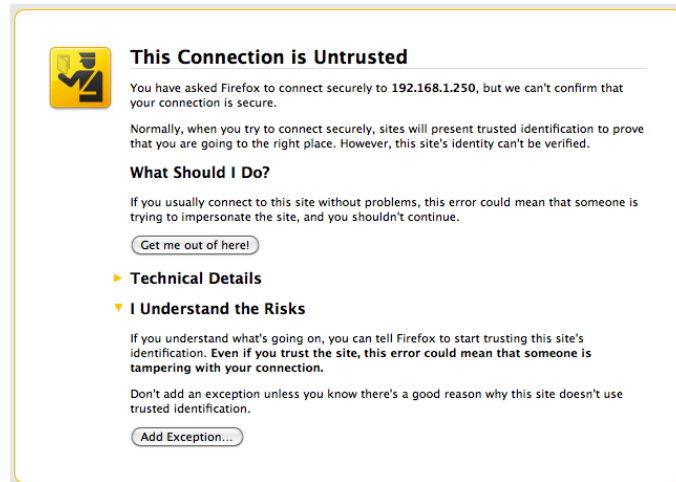 This Connection is Untrusted
You have asked Firefox to connect securely to 192.168.1.250, but we can't confirm that
your connection is secure.
Normally, when you try to connect securely, sites will present trusted identification to prove
that you are going to the right place. However, this site's identity can't be verified.
What Should I Do?
If you usually connect to this site without problems, this error could mean that someone is
trying to impersonate the site, and you shouldn't continue.
Get me out of here!
Technical Details
I Understand the Risks
If you understand what's going on, you can tell Firefox to start trusting this site's
identification. Even if you trust the site, this error could mean that someone is
tampering with your connection.
Don't add an exception unless you know there's a good reason why this site doesn't use
trusted identification.
Add Exception...